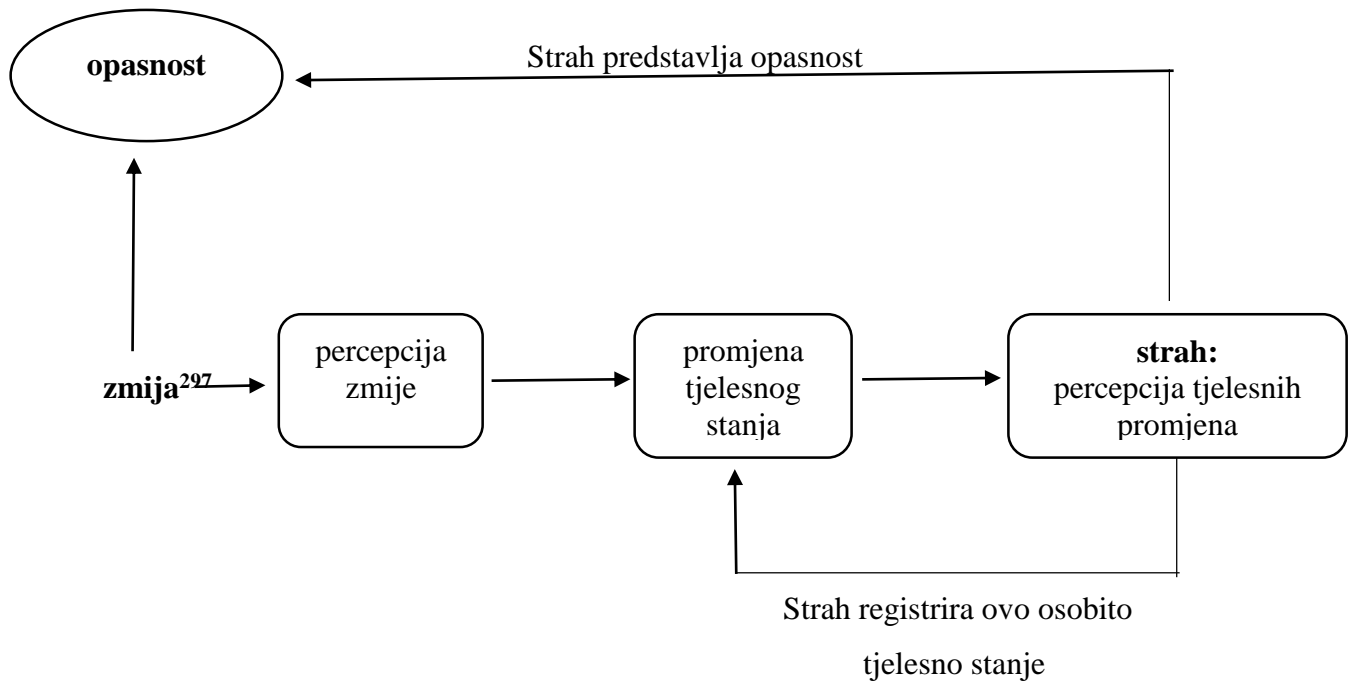 opasnost
Strah predstavlja opasnost
zmija²⁹⁷
percepcija
zmije
promjena
tjelesnog
stanja
strah:
percepcija tjelesnih
promjena
Strah registrira ovo osobito
tjelesno stanje